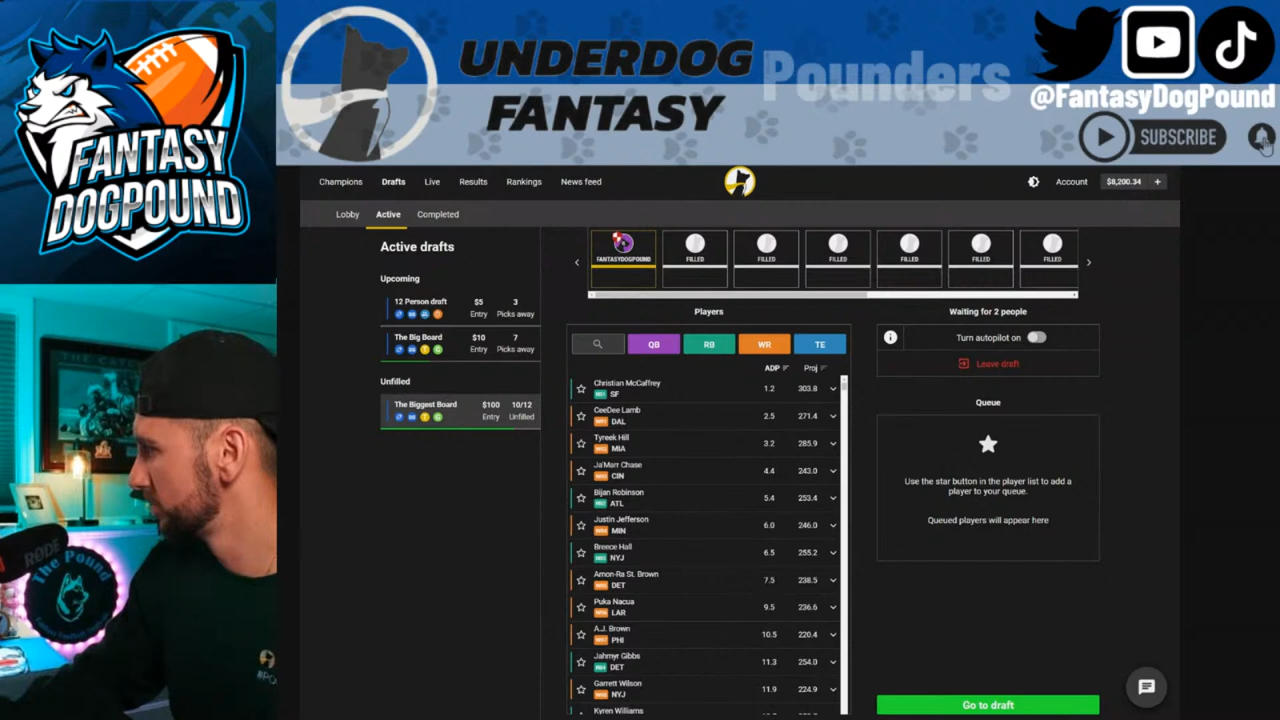 FANTASY
DOGPOUND
UNDERDOG
FANTASY
Pounders
@FantasyDogPound
SUBSCRIBE
Champions
Drafts
Live
Results
Rankings
News feed
Account
$8,200.34 +
Lobby
Active
Completed
Active drafts
Upcoming
12 Person draft $5 3
Entry Picks away
The Big Board $10 7
Entry Picks away
Unfilled
The Biggest Board $100 10/12
Entry Unfilled
FANTASYDOGPOUND
FILLED
FILLED
FILLED
FILLED
FILLED
FILLED
Players
QB
RB
WR
TE
ADP Proj
Christian McCaffrey
SF 1.2 303.8
CeeDee Lamb
DAL 2.5 271.4
Tyreek Hill
MIA 3.2 285.9
Ja'Marr Chase
CIN 4.4 243.0
Bijan Robinson
ATL 5.4 253.4
Justin Jefferson
MIN 6.0 246.0
Breece Hall
NYJ 6.5 255.2
Amon-Ra St. Brown
DET 7.5 238.5
Puka Nacua
LAR 9.5 236.6
A.J. Brown
PHI 10.5 220.4
Jahmyr Gibbs
DET 11.3 254.0
Garrett Wilson
NYJ 11.9 224.9
Kyren Williams
Waiting for 2 people
Turn autopilot on
Leave draft
Queue
Use the star button in the player list to add a
player to your queue.
Queued players will appear here
Go to draft
RØDE
The Pound